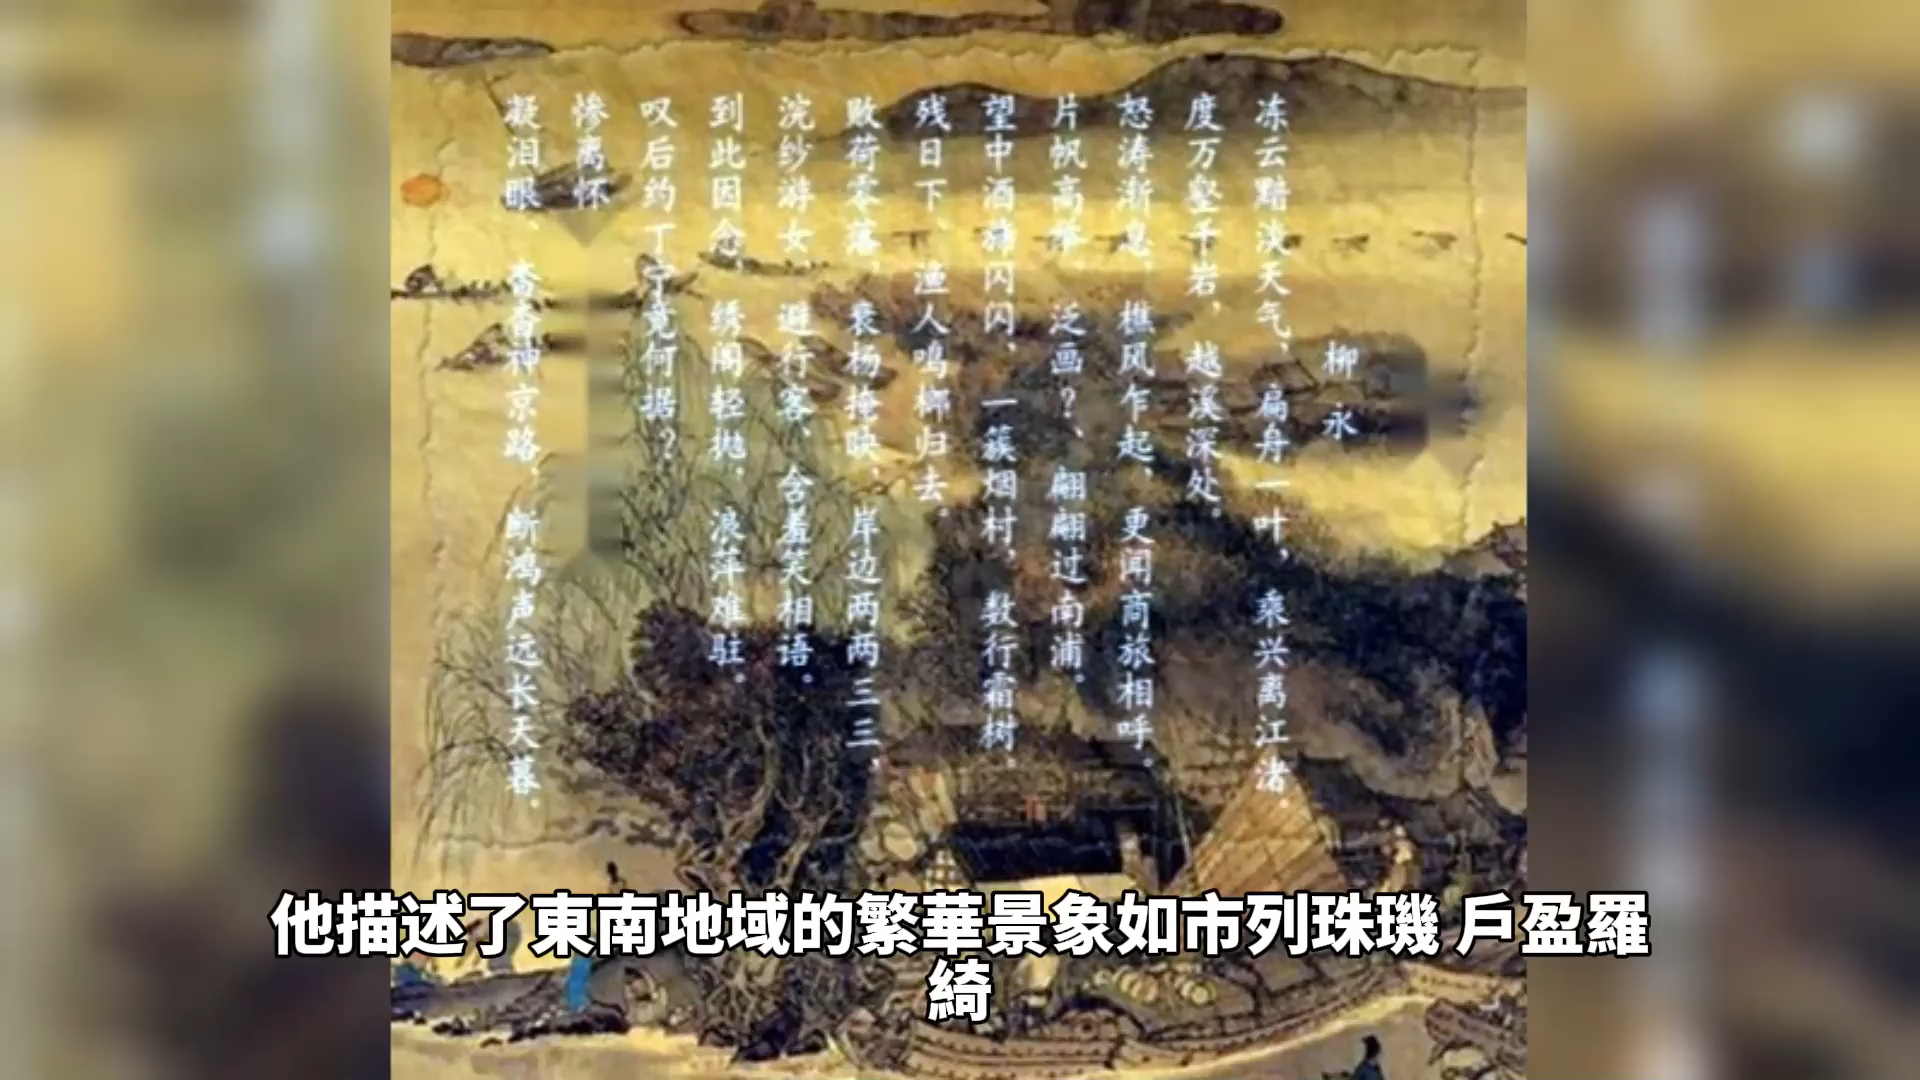 柳永
冻云黯淡天气、扁舟一叶，乘兴离江渚。
度万壑千岩，越溪深处。
怒涛渐息，樵风乍起、更闻商旅相呼。
片帆高举，泛画？、翩翩过南浦。
望中酒旆闪闪、一簇烟村，数行霜树。
残日下、渔人鸣榔归去。
败荷零落，衰杨掩映、岸边两两三三、
浣纱游女，避行客、含羞笑相语。
到此因念，绣阁轻抛、浪萍难驻。
叹后约丁宁竟何据？
惨离怀
凝泪眼、杳杳神京路、断鸿声远长天暮。
他描述了東南地域的繁華景象如市列珠璣 戶盈羅
綺